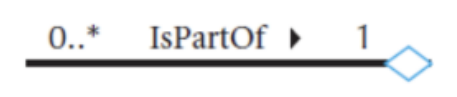 0..* IsPartOf ▶ 1